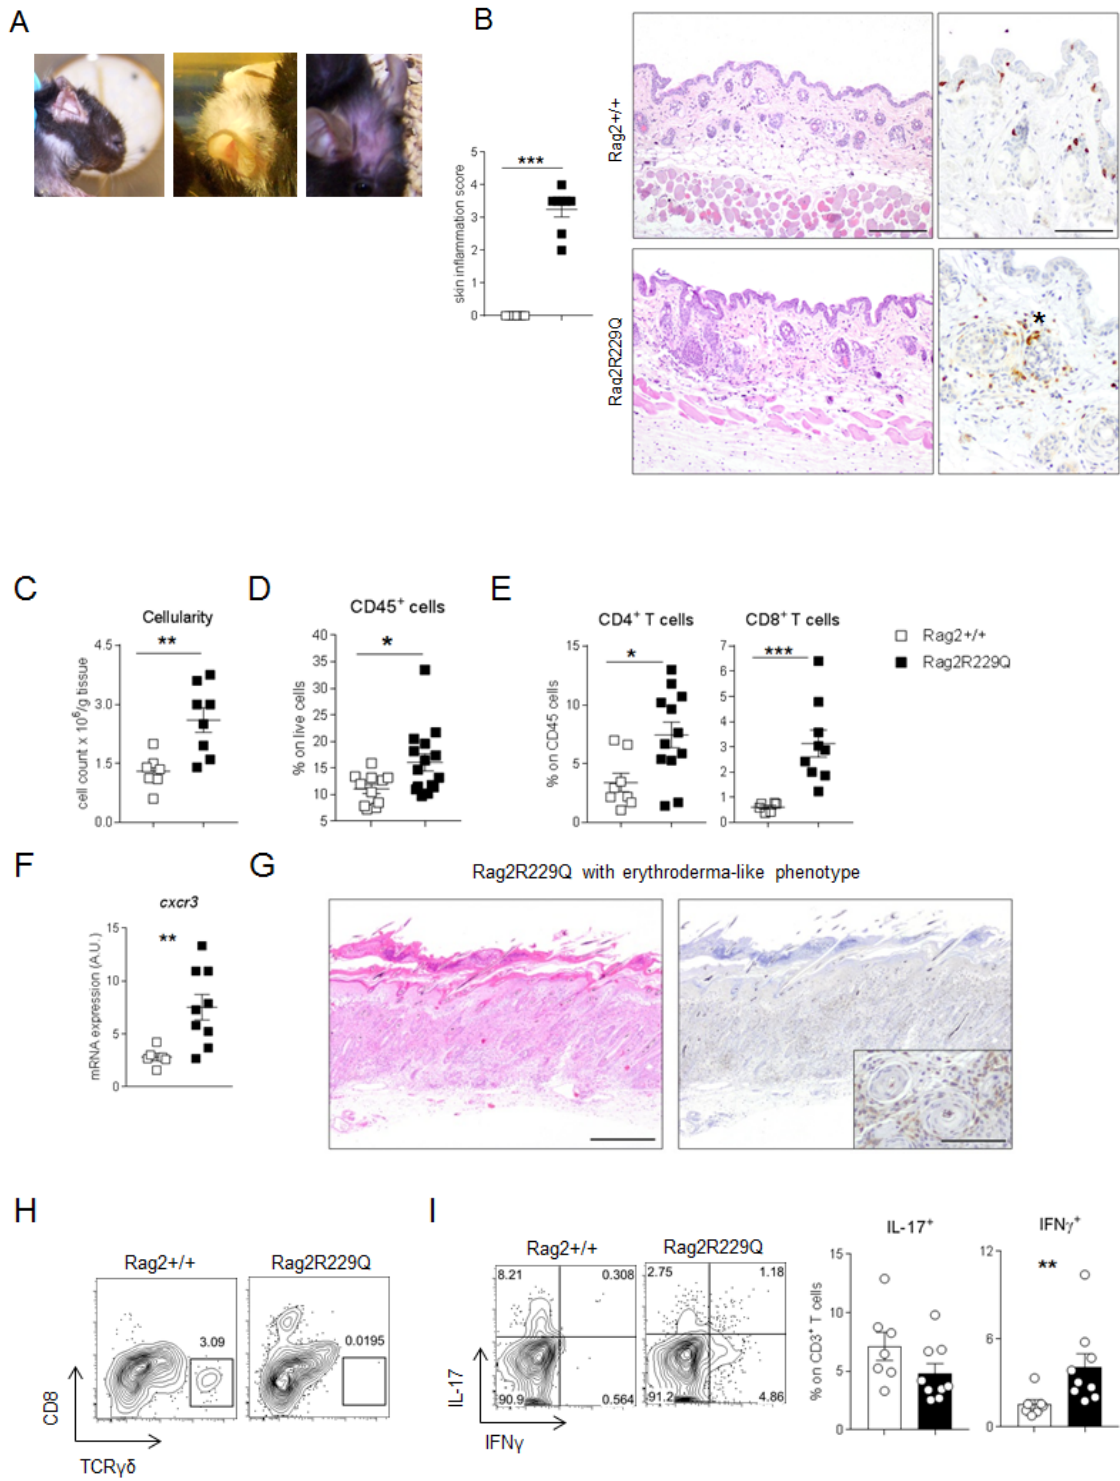 A
B
***
skin inflammation score
5
4
3
2
1
0
Rag2+/+
Rag2R229Q
*
C
Cellularity
**
cell count x 10⁶/g tissue
4.5
3.0
1.5
0.0
D
CD45⁺ cells
*
% on live cells
40
35
30
25
20
15
10
5
E
CD4⁺ T cells
*
% on CD45 cells
15
10
5
0
CD8⁺ T cells
***
7
6
5
4
3
2
1
0
Rag2+/+
Rag2R229Q
F
cxcr3
**
mRNA expression (A.U.)
15
10
5
0
G
Rag2R229Q with erythroderma-like phenotype
H
Rag2+/+
Rag2R229Q
3.09
0.0195
CD8
TCRγδ
I
Rag2+/+
Rag2R229Q
8.21
0.308
90.9
0.564
2.75
1.18
91.2
4.86
IL-17
IFNγ
IL-17⁺
% on CD3⁺ T cells
15
10
5
0
IFNγ⁺
**
12
6
0